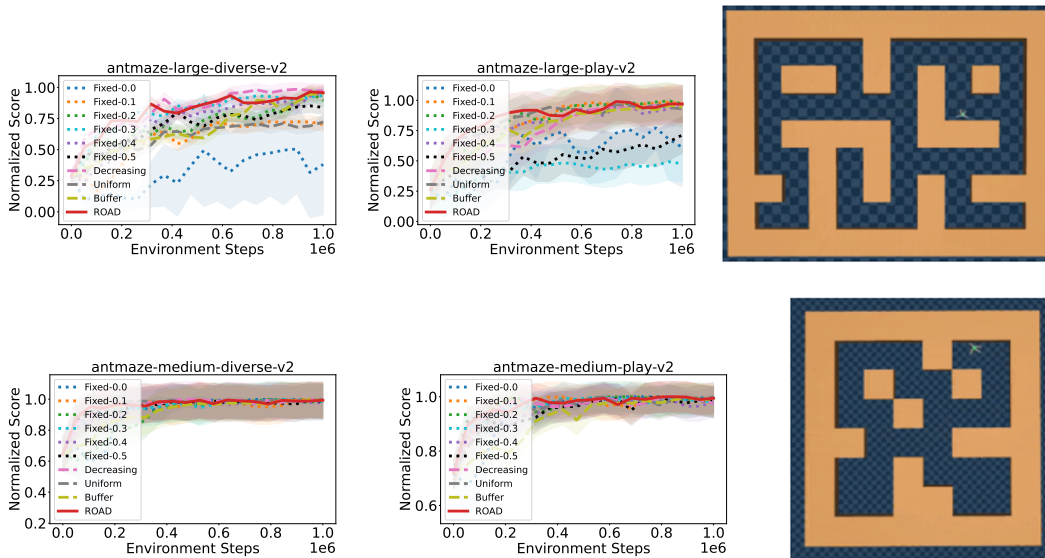 antmaze-large-diverse-v2
Normalized Score
1.00
0.75
0.50
0.25
0.00
Fixed-0.0
Fixed-0.1
Fixed-0.2
Fixed-0.3
Fixed-0.4
Fixed-0.5
Decreasing
Uniform
Buffer
ROAD
0.0 0.2 0.4 0.6 0.8 1.0
Environment Steps
1e6
antmaze-large-play-v2
Normalized Score
1.00
0.75
0.50
0.25
0.00
Fixed-0.0
Fixed-0.1
Fixed-0.2
Fixed-0.3
Fixed-0.4
Fixed-0.5
Decreasing
Uniform
Buffer
ROAD
0.0 0.2 0.4 0.6 0.8 1.0
Environment Steps
1e6
antmaze-medium-diverse-v2
Normalized Score
1.0
0.8
0.6
0.4
0.2
Fixed-0.0
Fixed-0.1
Fixed-0.2
Fixed-0.3
Fixed-0.4
Fixed-0.5
Decreasing
Uniform
Buffer
ROAD
0.0 0.2 0.4 0.6 0.8 1.0
Environment Steps
1e6
antmaze-medium-play-v2
Normalized Score
1.0
0.8
0.6
Fixed-0.0
Fixed-0.1
Fixed-0.2
Fixed-0.3
Fixed-0.4
Fixed-0.5
Decreasing
Uniform
Buffer
ROAD
0.0 0.2 0.4 0.6 0.8 1.0
Environment Steps
1e6